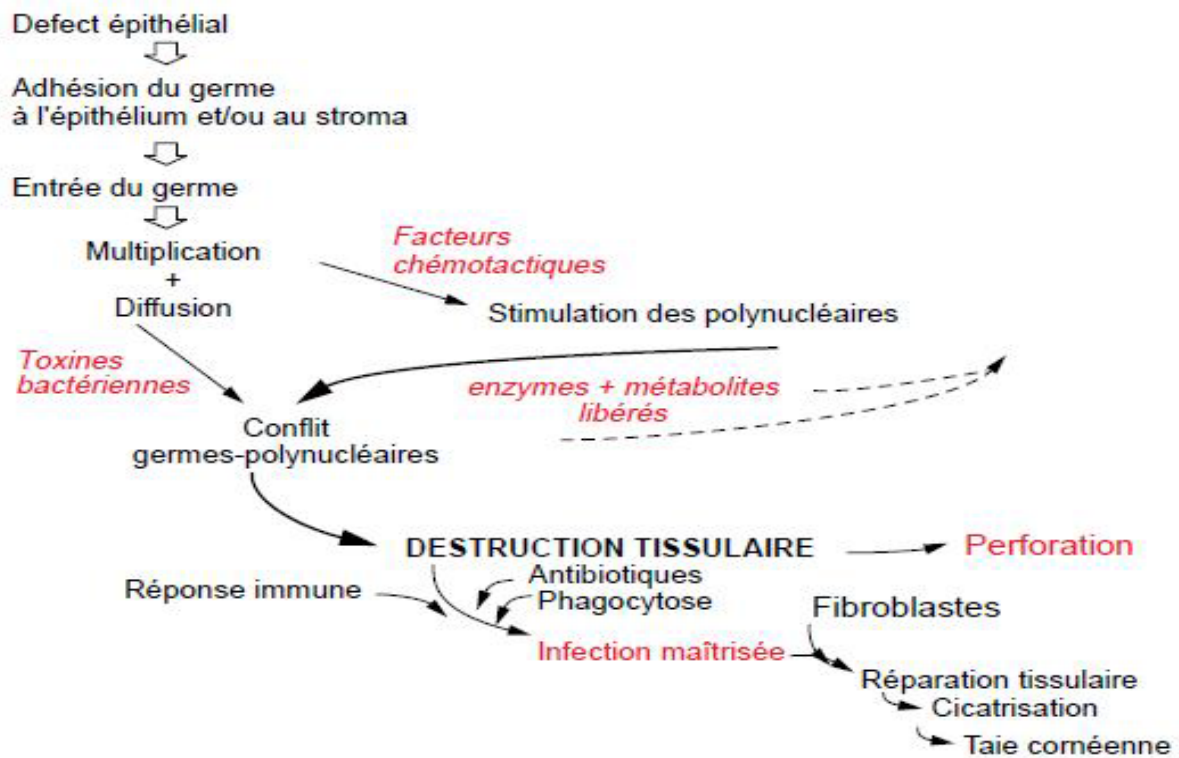 Defect épithélial
Adhésion du germe
à l'épithélium et/ou au stroma
Entrée du germe
Multiplication
+
Diffusion
Facteurs
chémotactiques
Stimulation des polynucléaires
Toxines
bactériennes
enzymes + métabolites
libérés
Conflit
germes-polynucléaires
DESTRUCTION TISSULAIRE
Perforation
Réponse immune
Antibiotiques
Phagocytose
Fibroblastes
Infection maîtrisée
Réparation tissulaire
Cicatrisation
Taie cornéenne